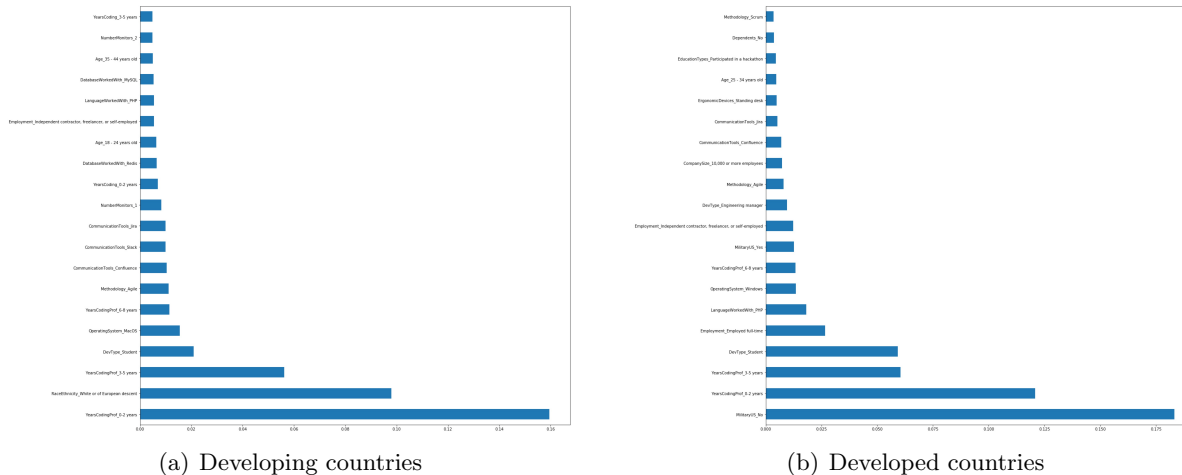 YearsCoding_3-5 years
NumberMonitors_2
Age_35 - 44 years old
DatabaseWorkedWith_MySQL
LanguageWorkedWith_PHP
Employment_Independent contractor, freelancer, or self-employed
Age_18 - 24 years old
DatabaseWorkedWith_Redis
YearsCoding_0-2 years
NumberMonitors_1
CommunicationTools_Jira
CommunicationTools_Slack
CommunicationTools_Confluence
Methodology_Agile
YearsCodingProf_6-8 years
OperatingSystem_MacOS
DevType_Student
YearsCodingProf_3-5 years
RaceEthnicity_White or of European descent
YearsCodingProf_0-2 years
0.00 0.02 0.04 0.06 0.08 0.10 0.12 0.14 0.16
(a) Developing countries
Methodology_Scrum
Dependents_No
EducationTypes_Participated in a hackathon
Age_25 - 34 years old
ErgonomicDevices_Standing desk
CommunicationTools_Jira
CommunicationTools_Confluence
CompanySize_10,000 or more employees
Methodology_Agile
DevType_Engineering manager
Employment_Independent contractor, freelancer, or self-employed
MilitaryUS_Yes
YearsCodingProf_6-8 years
OperatingSystem_Windows
LanguageWorkedWith_PHP
Employment_Employed full-time
DevType_Student
YearsCodingProf_3-5 years
YearsCodingProf_0-2 years
MilitaryUS_No
0.000 0.025 0.050 0.075 0.100 0.125 0.150 0.175
(b) Developed countries